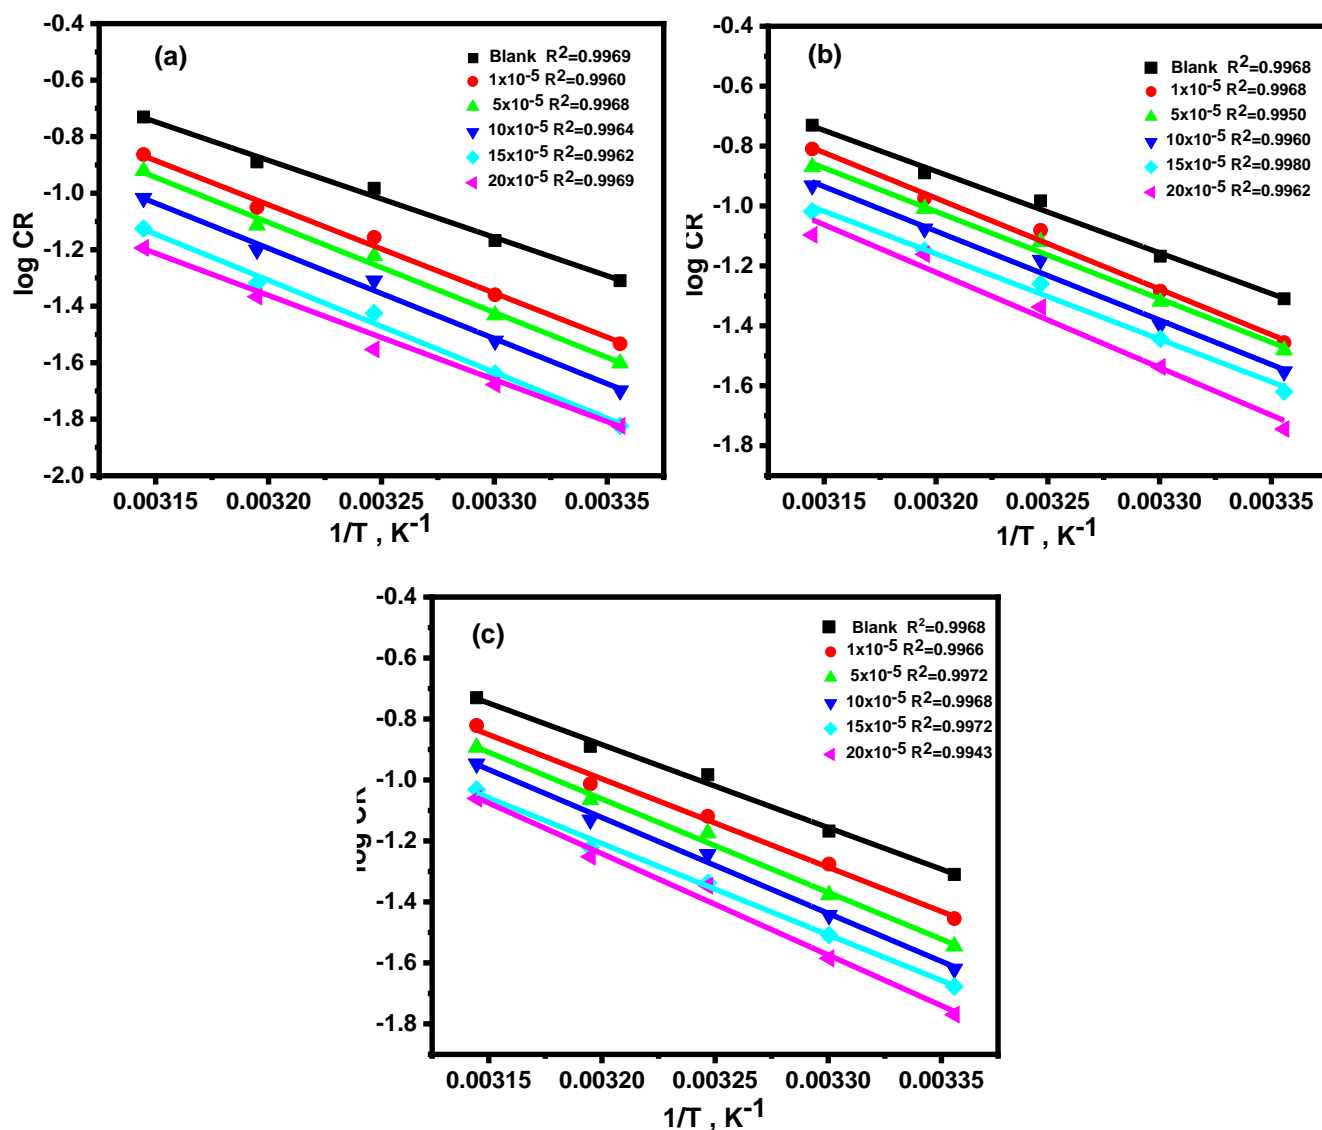 (a)
Blank R²=0.9969
1x10⁻⁵ R²=0.9960
5x10⁻⁵ R²=0.9968
10x10⁻⁵ R²=0.9964
15x10⁻⁵ R²=0.9962
20x10⁻⁵ R²=0.9969
-0.4
-0.6
-0.8
-1.0
-1.2
-1.4
-1.6
-1.8
-2.0
log CR
0.00315 0.00320 0.00325 0.00330 0.00335
1/T , K⁻¹
(b)
Blank R²=0.9968
1x10⁻⁵ R²=0.9968
5x10⁻⁵ R²=0.9950
10x10⁻⁵ R²=0.9960
15x10⁻⁵ R²=0.9980
20x10⁻⁵ R²=0.9962
-0.4
-0.6
-0.8
-1.0
-1.2
-1.4
-1.6
-1.8
log CR
0.00315 0.00320 0.00325 0.00330 0.00335
1/T , K⁻¹
(c)
Blank R²=0.9968
1x10⁻⁵ R²=0.9966
5x10⁻⁵ R²=0.9972
10x10⁻⁵ R²=0.9968
15x10⁻⁵ R²=0.9972
20x10⁻⁵ R²=0.9943
-0.4
-0.6
-0.8
-1.0
-1.2
-1.4
-1.6
-1.8
log CR
0.00315 0.00320 0.00325 0.00330 0.00335
1/T , K⁻¹